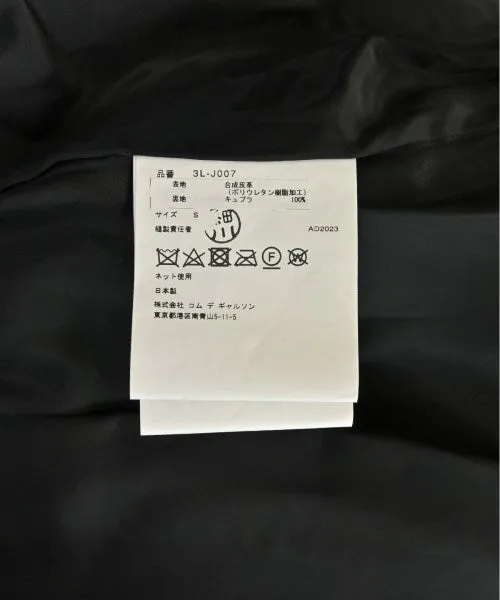 品番 3L-J007
表地 合成皮革
(ポリウレタン樹脂加工)
裏地 キュプラ 100%
サイズ S
縫製責任者 AD2023
ネット使用
日本製
株式会社 コム デ ギャルソン
東京都港区南青山5-11-5